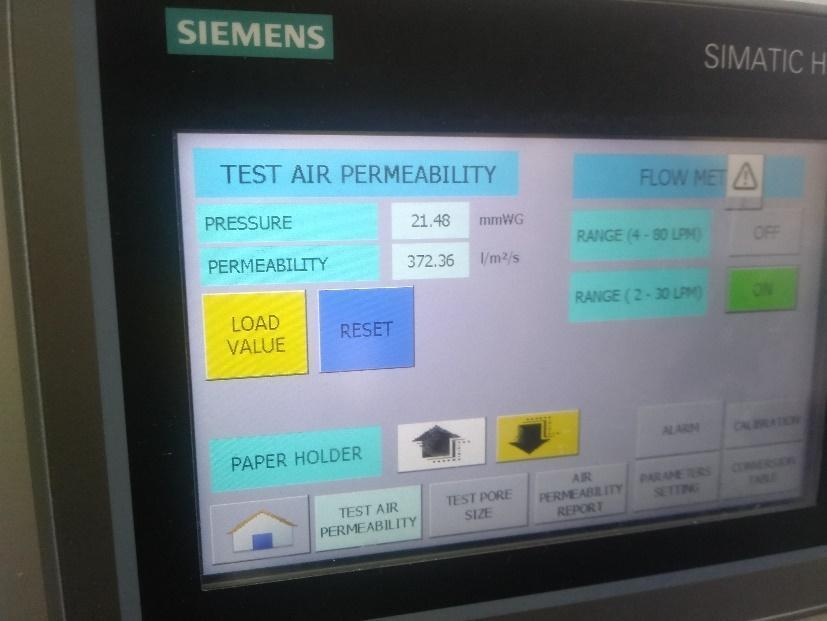 SIEMENS
SIMATIC H
TEST AIR PERMEABILITY
FLOW MET
PRESSURE
21.48
mmWG
RANGE (4 - 80 LPM)
OFF
PERMEABILITY
372.36
l/m²/s
RANGE ( 2 - 30 LPM)
ON
LOAD
VALUE
RESET
PAPER HOLDER
ALARM
CALIBRATION
TEST AIR
PERMEABILITY
TEST PORE
SIZE
AIR
PERMEABILITY
REPORT
PARAMETERS
SETTING
CONVERSION
TABLE